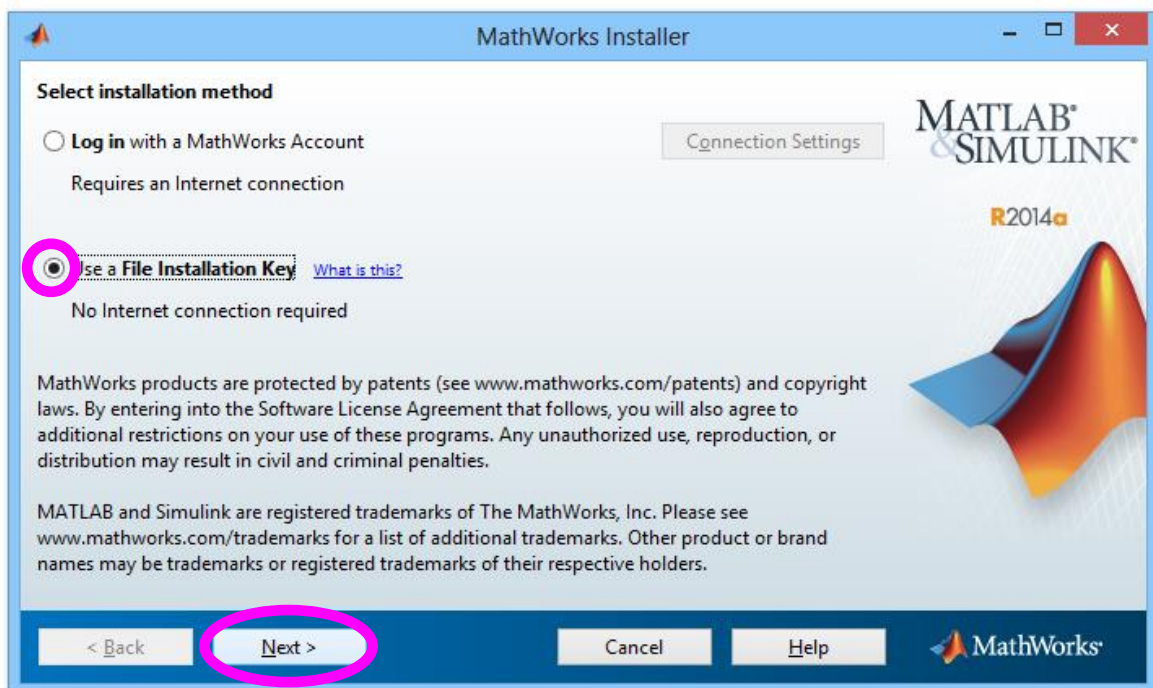 MathWorks Installer
Select installation method
Log in with a MathWorks Account
Connection Settings
Requires an Internet connection
Use a File Installation Key What is this?
No Internet connection required
MathWorks products are protected by patents (see www.mathworks.com/patents) and copyright
laws. By entering into the Software License Agreement that follows, you will also agree to
additional restrictions on your use of these programs. Any unauthorized use, reproduction, or
distribution may result in civil and criminal penalties.
MATLAB and Simulink are registered trademarks of The MathWorks, Inc. Please see
www.mathworks.com/trademarks for a list of additional trademarks. Other product or brand
names may be trademarks or registered trademarks of their respective holders.
MATLAB®
&SIMULINK®
R2014a
< Back Next > Cancel Help MathWorks®